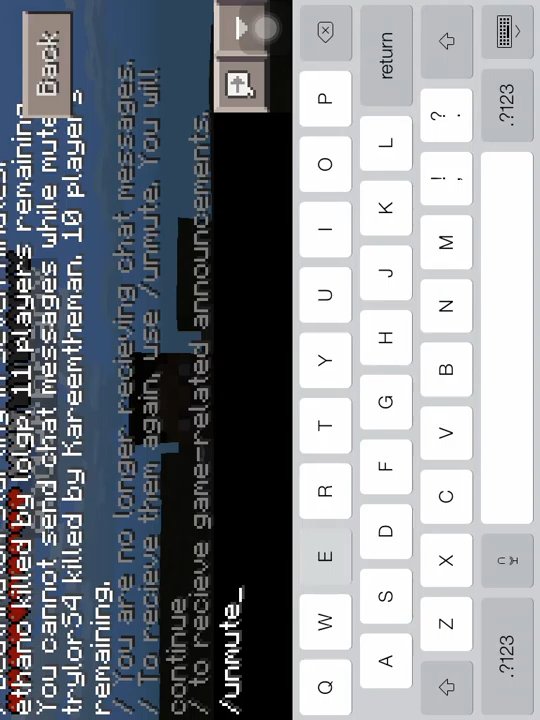 Back
ethano killed by lolge 11 players remaining
You cannot send chat messages while mute
trylor54 killed by Kareemtheman. 10 players
remaining.
/ You are no longer recieving chat messages.
/ To recieve them again, use /unmute. You will
continue
/ to recieve game-related announcements.
/unmute_
Q W E R T Y U I O P
A S D F G H J K L return
Z X C V B N M ! , ? .
.?123 .?123